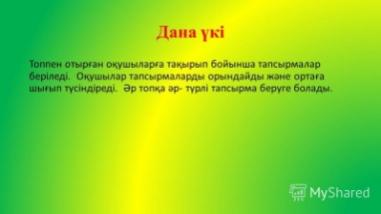 Дана үкі
Топпен отырған оқушыларға тақырып бойынша тапсырмалар
беріледі. Оқушылар тапсырмаларды орындайды және ортаға
шығып түсіндіреді. Әр топқа әр- түрлі тапсырма беруге болады.
MyShared